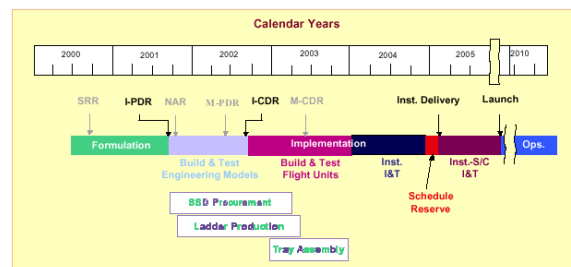 Calendar Years
2000 2001 2002 2003 2004 2005 2010
SRR I-PDR NAR M-PDR I-CDR M-CDR Inst. Delivery Launch
Formulation Implementation Ops.
Build & Test
Engineering Models
Build & Test
Flight Units
Inst.
I&T
Inst.-S/C
I&T
Schedule
Reserve
SSD Procurement
Ladder Production
Tray Assembly